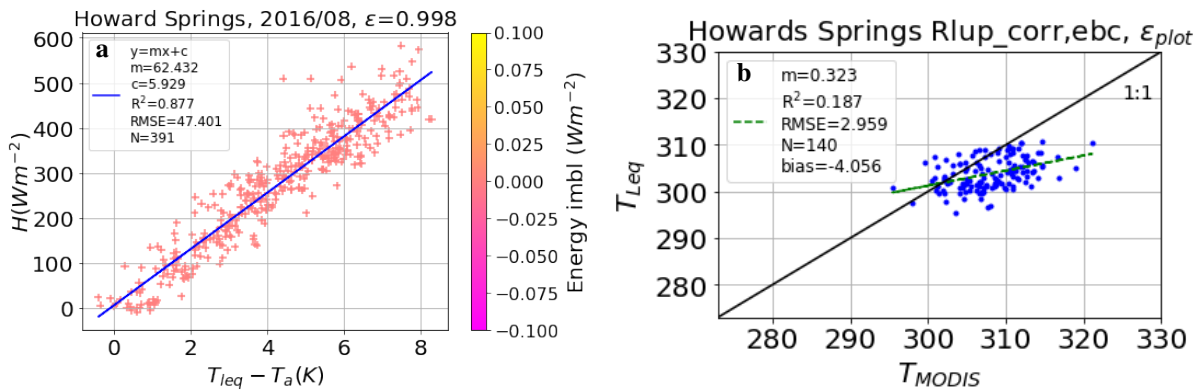 Howard Springs, 2016/08, ε=0.998
a
y=mx+c
m=62.432
c=5.929
R²=0.877
RMSE=47.401
N=391
600
500
400
300
200
100
0
H(Wm⁻²)
0 2 4 6 8
T_leq − T_a(K)
0.100
0.075
0.050
0.025
0.000
−0.025
−0.050
−0.075
−0.100
Energy imbl (Wm⁻²)
Howards Springs Rlup_corr,ebc, ε_plot
b
m=0.323
R²=0.187
RMSE=2.959
N=140
bias=-4.056
1:1
330
320
310
300
290
280
T_Leq
280 290 300 310 320 330
T_MODIS